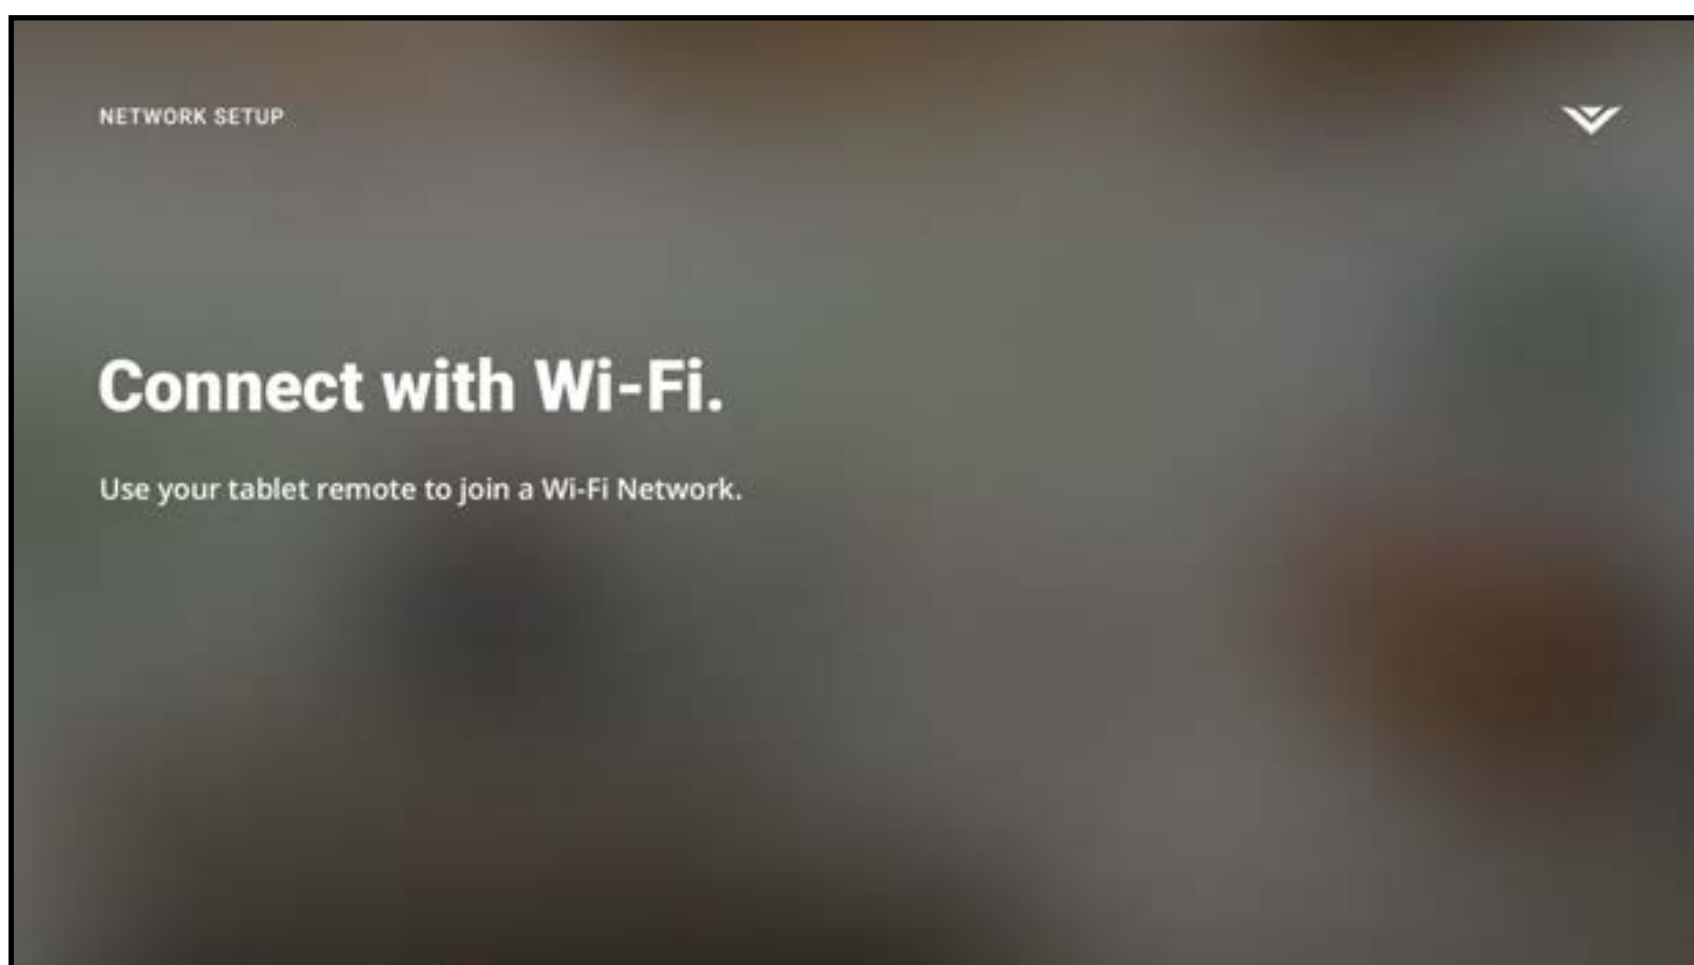 NETWORK SETUP
Connect with Wi-Fi.
Use your tablet remote to join a Wi-Fi Network.